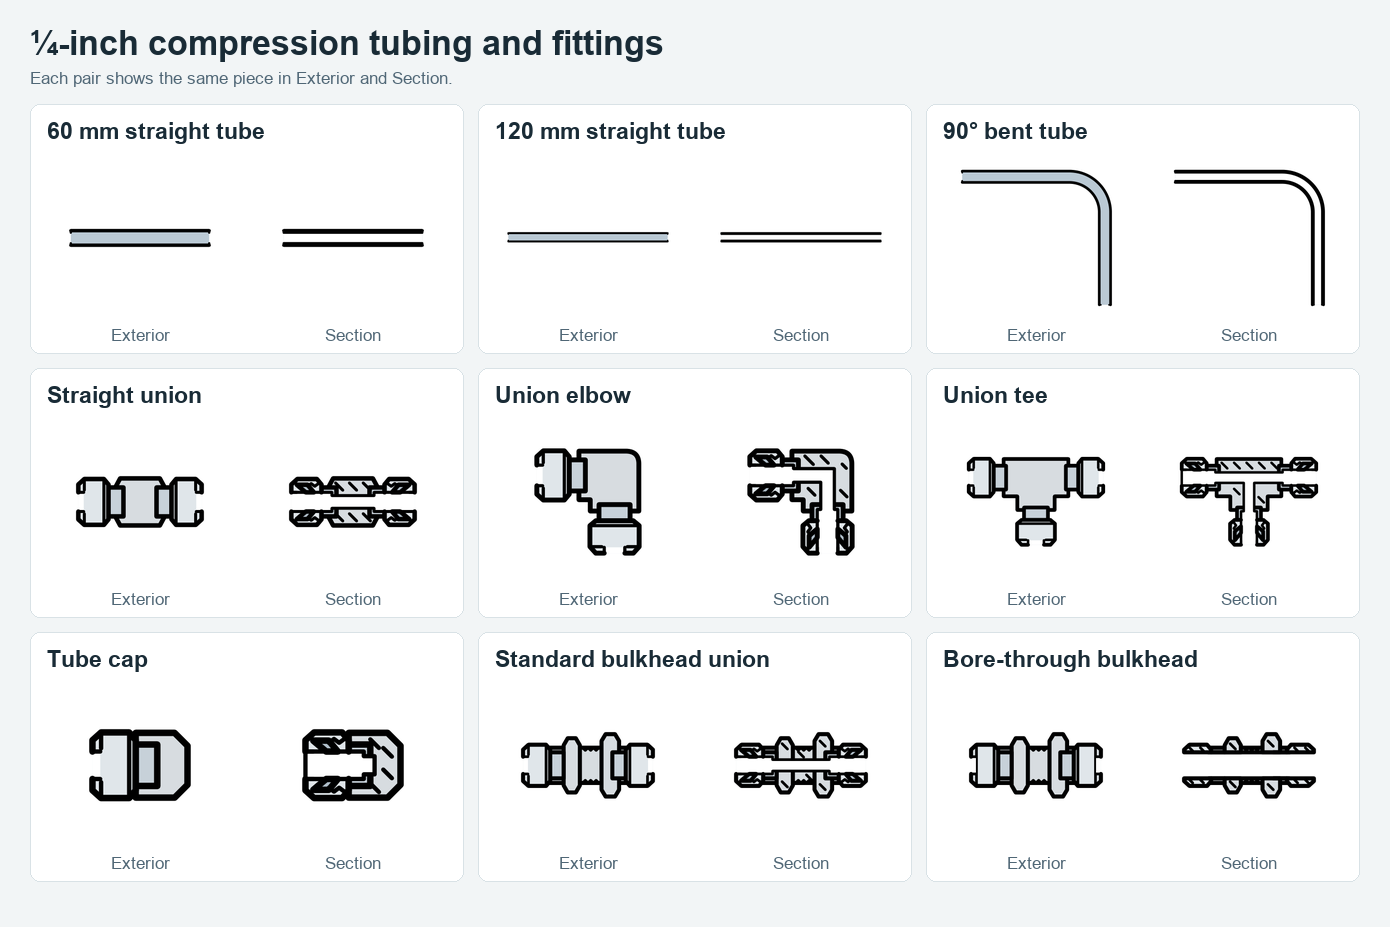 ¼-inch compression tubing and fittings
Each pair shows the same piece in Exterior and Section.
60 mm straight tube
Exterior
Section
120 mm straight tube
Exterior
Section
90° bent tube
Exterior
Section
Straight union
Exterior
Section
Union elbow
Exterior
Section
Union tee
Exterior
Section
Tube cap
Exterior
Section
Standard bulkhead union
Exterior
Section
Bore-through bulkhead
Exterior
Section